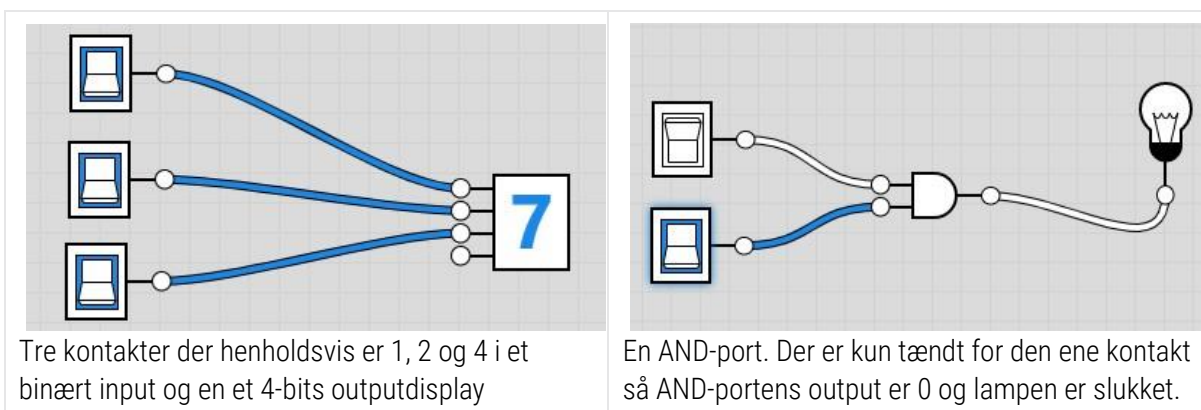 7
Tre kontakter der henholdsvis er 1, 2 og 4 i et
binært input og en et 4-bits outputdisplay
En AND-port. Der er kun tændt for den ene kontakt
så AND-portens output er 0 og lampen er slukket.